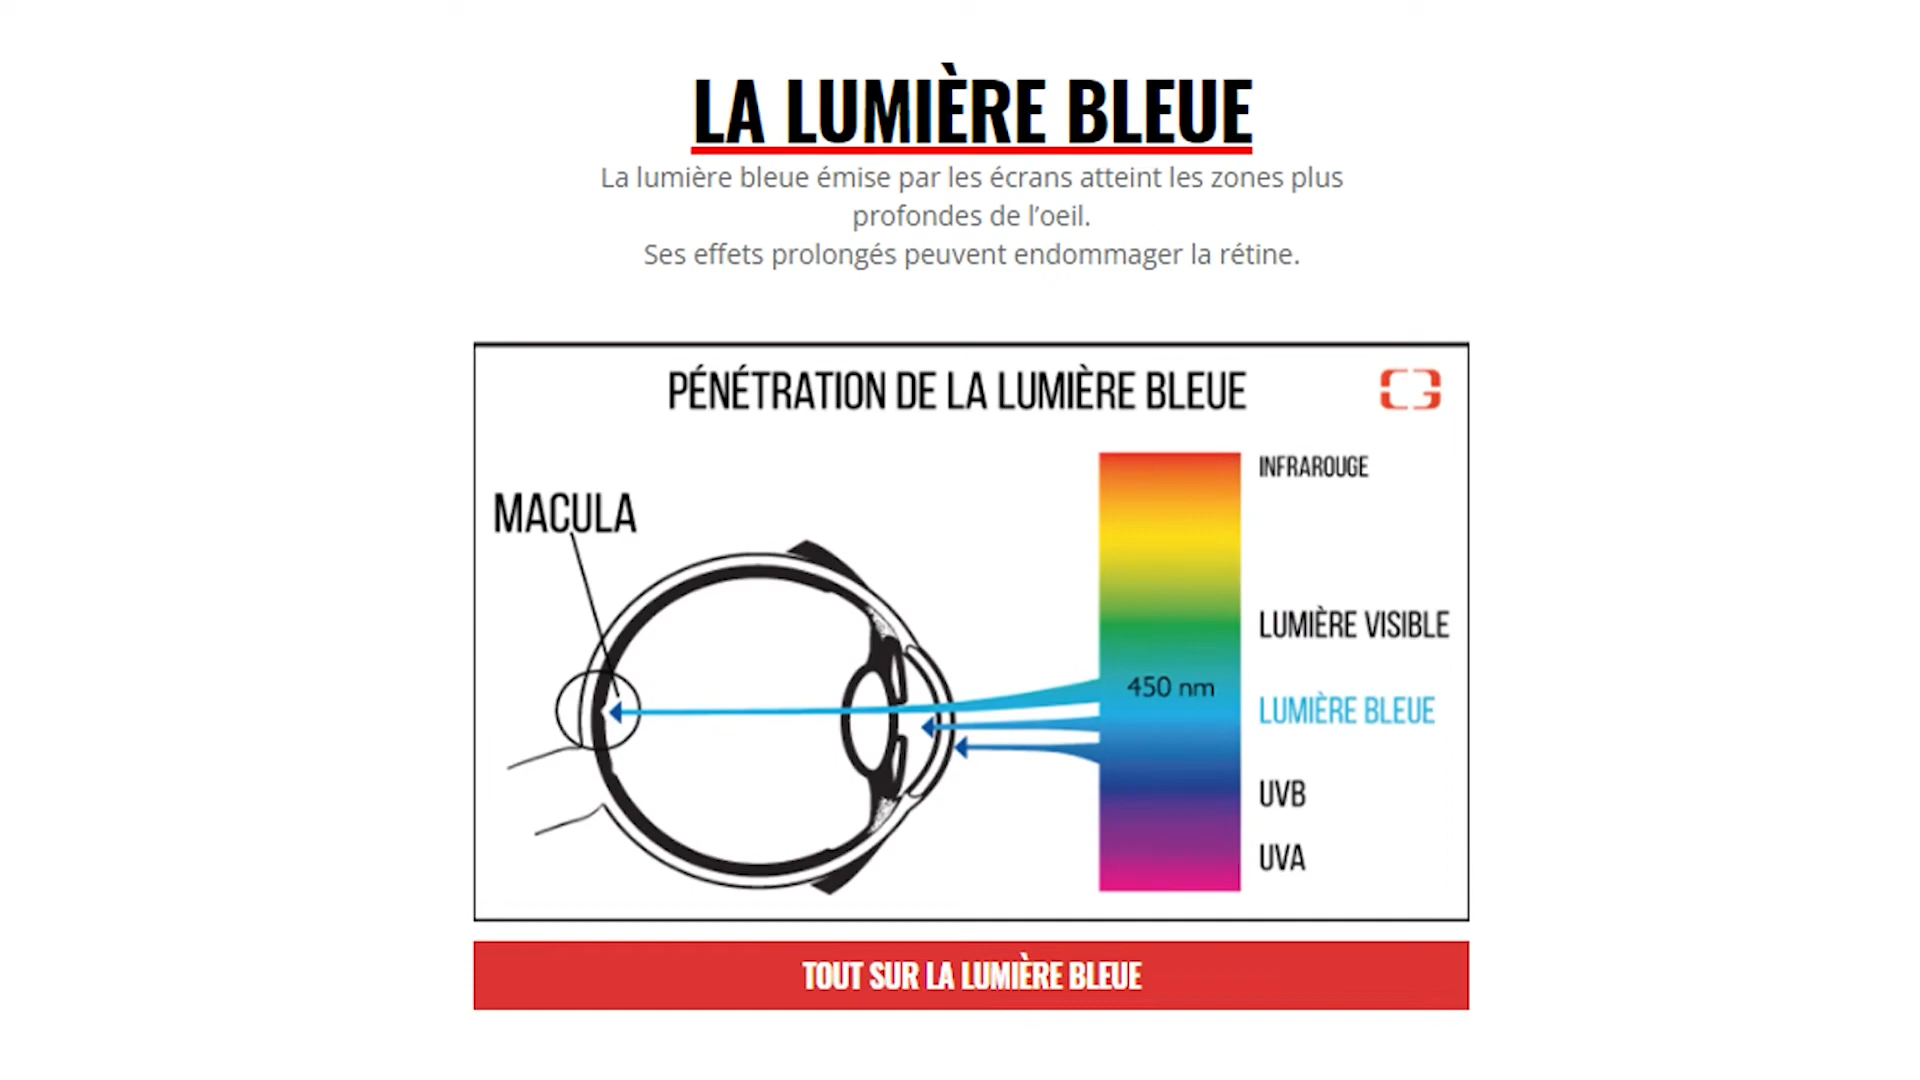 LA LUMIÈRE BLEUE
La lumière bleue émise par les écrans atteint les zones plus
profondes de l'oeil.
Ses effets prolongés peuvent endommager la rétine.
PÉNÉTRATION DE LA LUMIÈRE BLEUE
INFRAROUGE
MACULA
LUMIÈRE VISIBLE
450 nm
LUMIÈRE BLEUE
UVB
UVA
TOUT SUR LA LUMIÈRE BLEUE